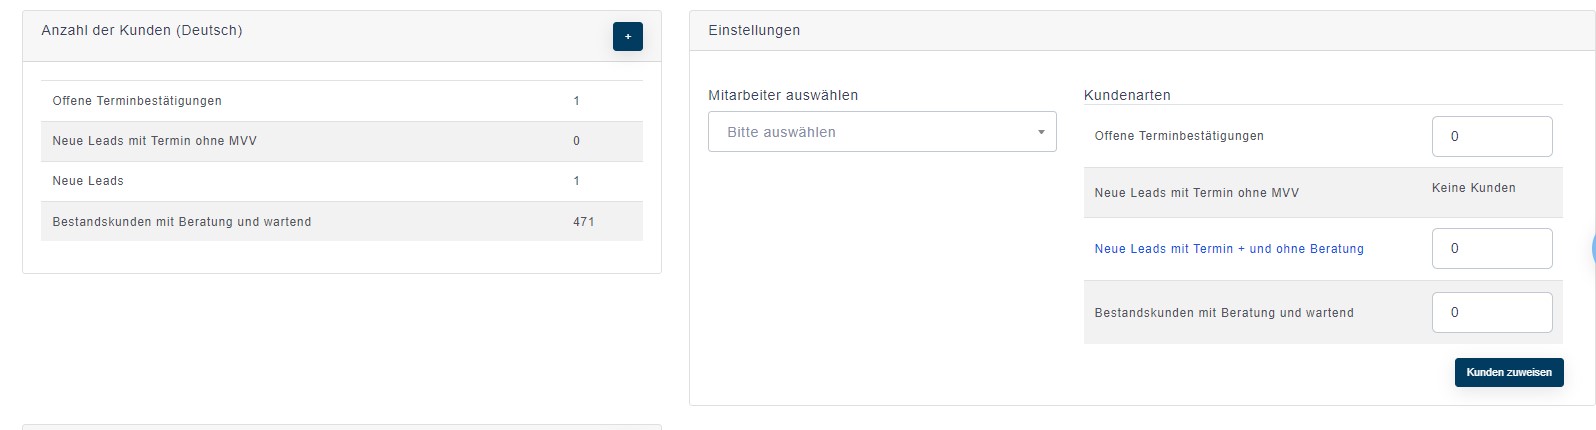 Anzahl der Kunden (Deutsch)
+
Offene Terminbestätigungen 1
Neue Leads mit Termin ohne MVV 0
Neue Leads 1
Bestandskunden mit Beratung und wartend 471
Einstellungen
Mitarbeiter auswählen
Bitte auswählen
Kundenarten
Offene Terminbestätigungen 0
Neue Leads mit Termin ohne MVV Keine Kunden
Neue Leads mit Termin + und ohne Beratung 0
Bestandskunden mit Beratung und wartend 0
Kunden zuweisen